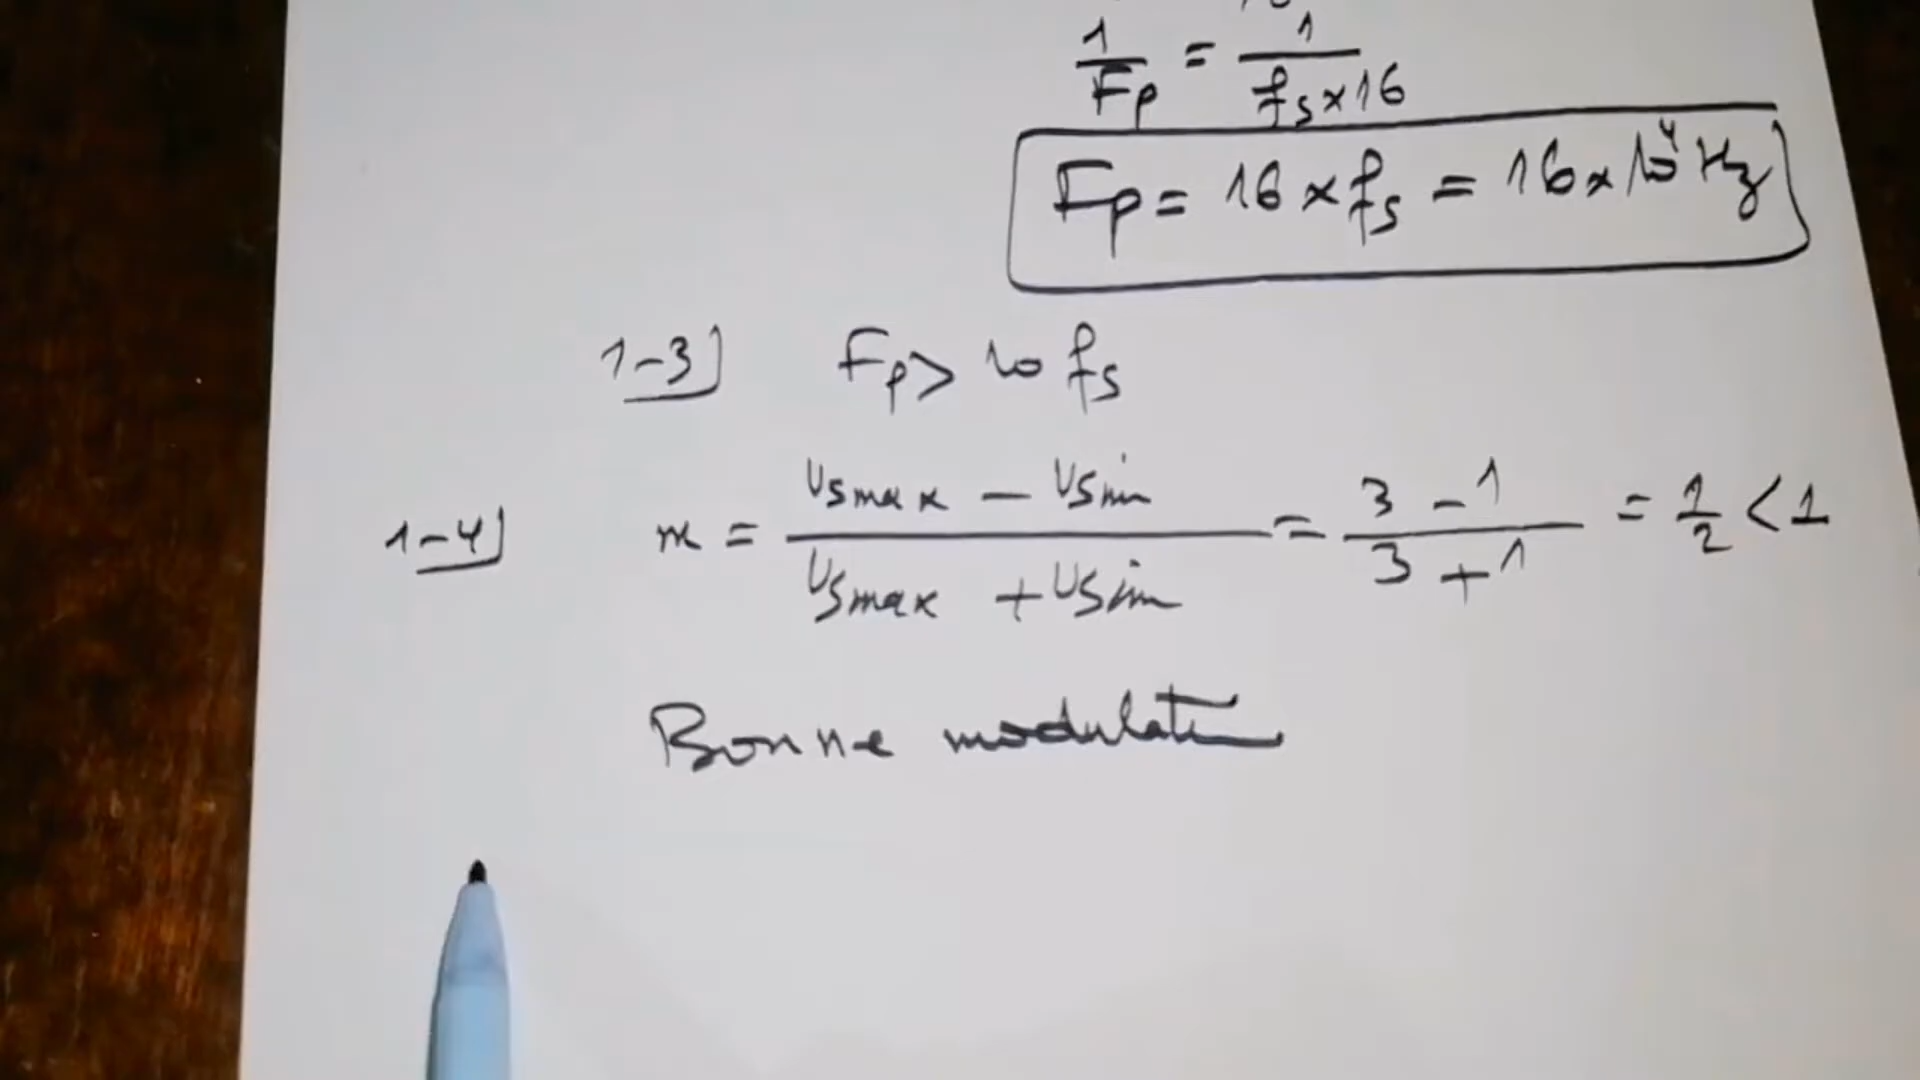 1/Fp = 1/(fs x 16)
Fp = 16 x fs = 16 x 10⁴ Hz
1-3) Fp > 10 fs
1-4) m = (Usmax - Usmin)/(Usmax + Usmin) = (3 - 1)/(3 + 1) = 1/2 < 1
Bonne modulation